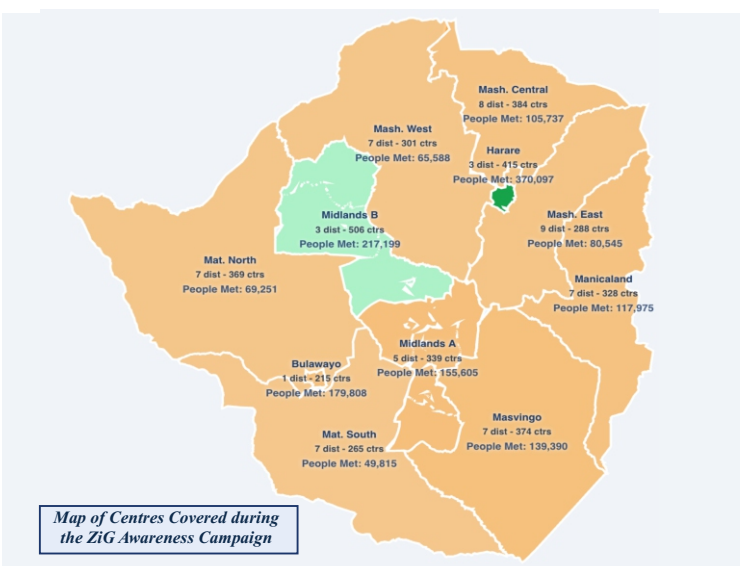 Mash. Central
8 dist - 384 ctrs
People Met: 105,737
Mash. West
7 dist - 301 ctrs
People Met: 65,588
Harare
3 dist - 415 ctrs
People Met: 370,097
Midlands B
3 dist - 506 ctrs
People Met: 217,199
Mash. East
9 dist - 288 ctrs
People Met: 80,545
Mat. North
7 dist - 369 ctrs
People Met: 69,251
Manicaland
7 dist - 328 ctrs
People Met: 117,975
Midlands A
5 dist - 339 ctrs
People Met: 155,605
Bulawayo
1 dist - 215 ctrs
People Met: 179,808
Masvingo
7 dist - 374 ctrs
People Met: 139,390
Mat. South
7 dist - 265 ctrs
People Met: 49,815
Map of Centres Covered during
the ZiG Awareness Campaign